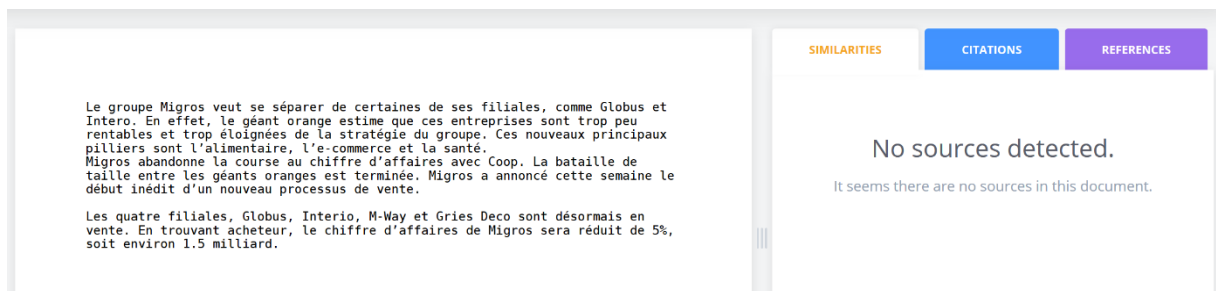 SIMILARITIES
CITATIONS
REFERENCES
Le groupe Migros veut se séparer de certaines de ses filiales, comme Globus et
Intero. En effet, le géant orange estime que ces entreprises sont trop peu
rentables et trop éloignées de la stratégie du groupe. Ces nouveaux principaux
pilliers sont l’alimentaire, l’e-commerce et la santé.
Migros abandonne la course au chiffre d’affaires avec Coop. La bataille de
taille entre les géants oranges est terminée. Migros a annoncé cette semaine le
début inédit d’un nouveau processus de vente.
Les quatre filiales, Globus, Interio, M-Way et Gries Deco sont désormais en
vente. En trouvant acheteur, le chiffre d’affaires de Migros sera réduit de 5%,
soit environ 1.5 milliard.
No sources detected.
It seems there are no sources in this document.